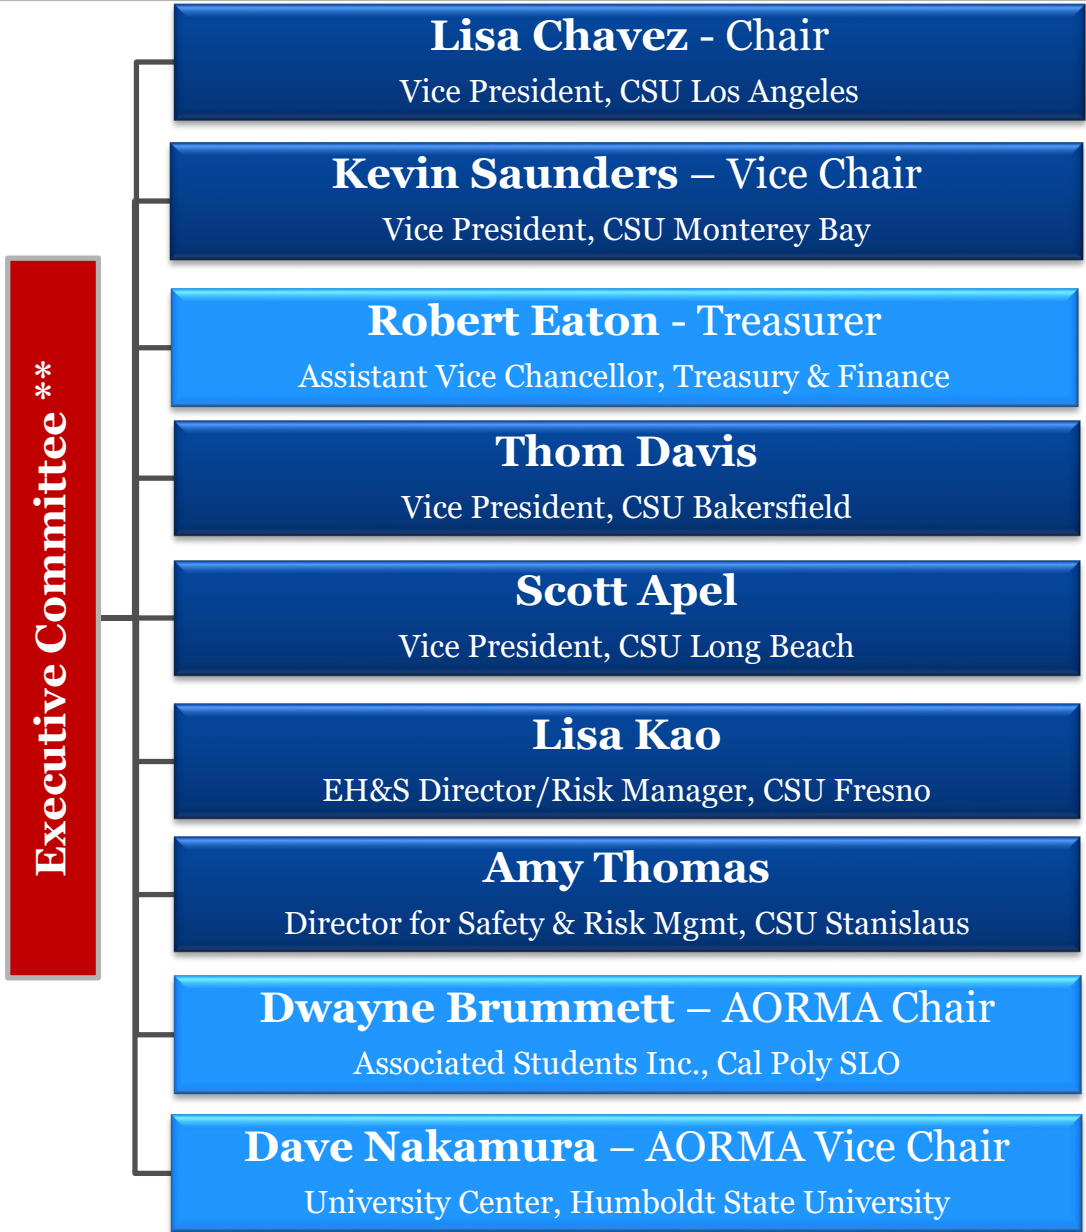 Executive Committee **
Lisa Chavez - Chair
Vice President, CSU Los Angeles
Kevin Saunders – Vice Chair
Vice President, CSU Monterey Bay
Robert Eaton - Treasurer
Assistant Vice Chancellor, Treasury & Finance
Thom Davis
Vice President, CSU Bakersfield
Scott Apel
Vice President, CSU Long Beach
Lisa Kao
EH&S Director/Risk Manager, CSU Fresno
Amy Thomas
Director for Safety & Risk Mgmt, CSU Stanislaus
Dwayne Brummett – AORMA Chair
Associated Students Inc., Cal Poly SLO
Dave Nakamura – AORMA Vice Chair
University Center, Humboldt State University